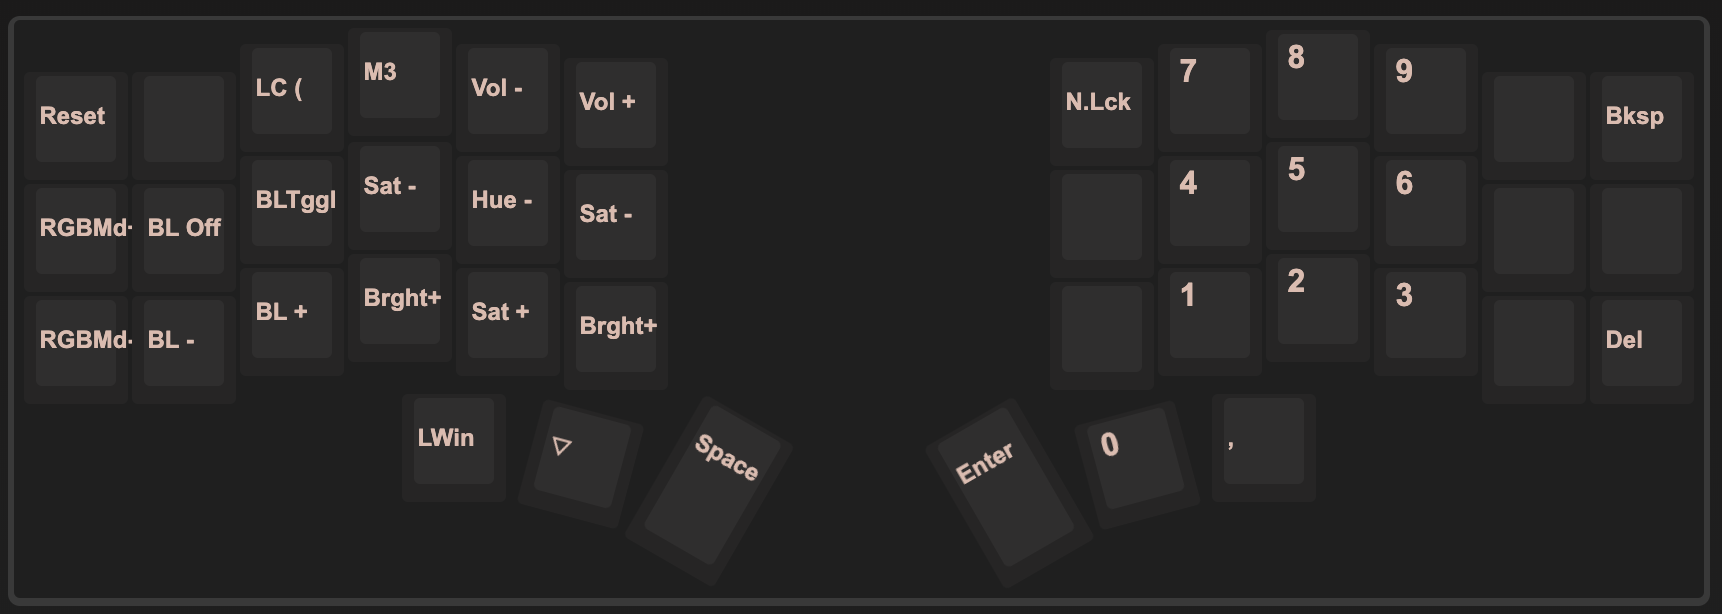 Reset
LC (
M3
Vol -
Vol +
N.Lck
7
8
9
Bksp
RGBMd-
BL Off
BLTggl
Sat -
Hue -
Sat -
4
5
6
RGBMd-
BL -
BL +
Brght+
Sat +
Brght+
1
2
3
Del
LWin
▽
Space
Enter
0
,